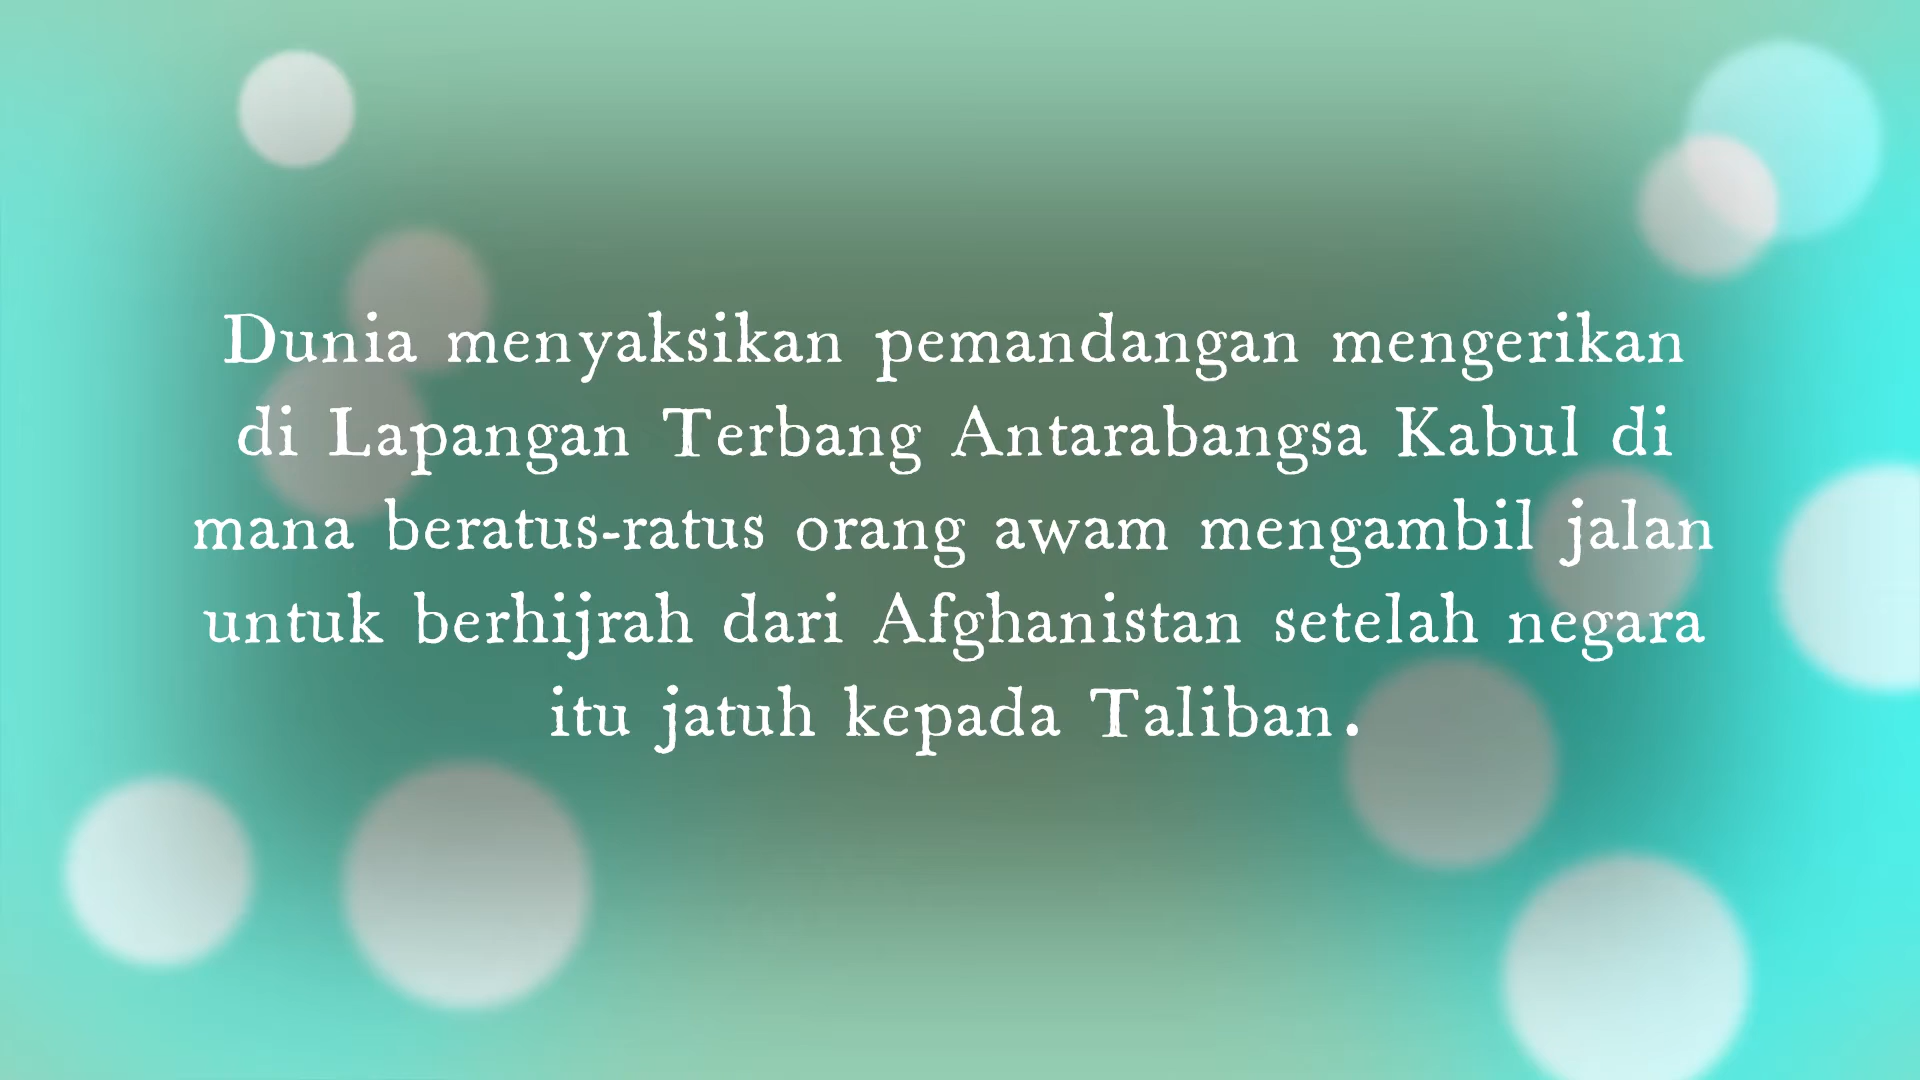 Dunia menyaksikan pemandangan mengerikan
di Lapangan Terbang Antarabangsa Kabul di
mana beratus-ratus orang awam mengambil jalan
untuk berhijrah dari Afghanistan setelah negara
itu jatuh kepada Taliban.